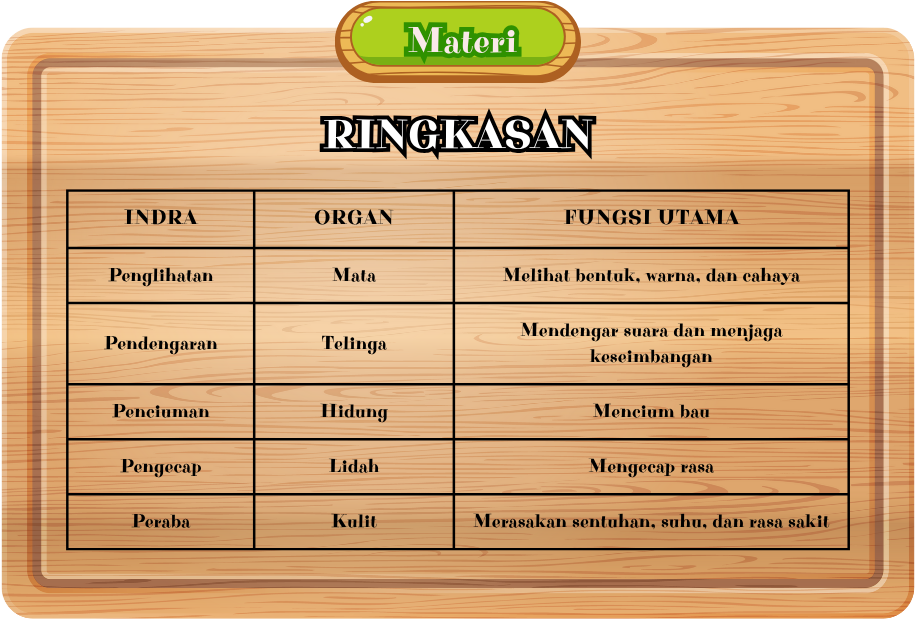 Materi
RINGKASAN
INDRA ORGAN FUNGSI UTAMA
Penglihatan Mata Melihat bentuk, warna, dan cahaya
Pendengaran Telinga Mendengar suara dan menjaga
keseimbangan
Penciuman Hidung Mencium bau
Pengecap Lidah Mengecap rasa
Peraba Kulit Merasakan sentuhan, suhu, dan rasa sakit